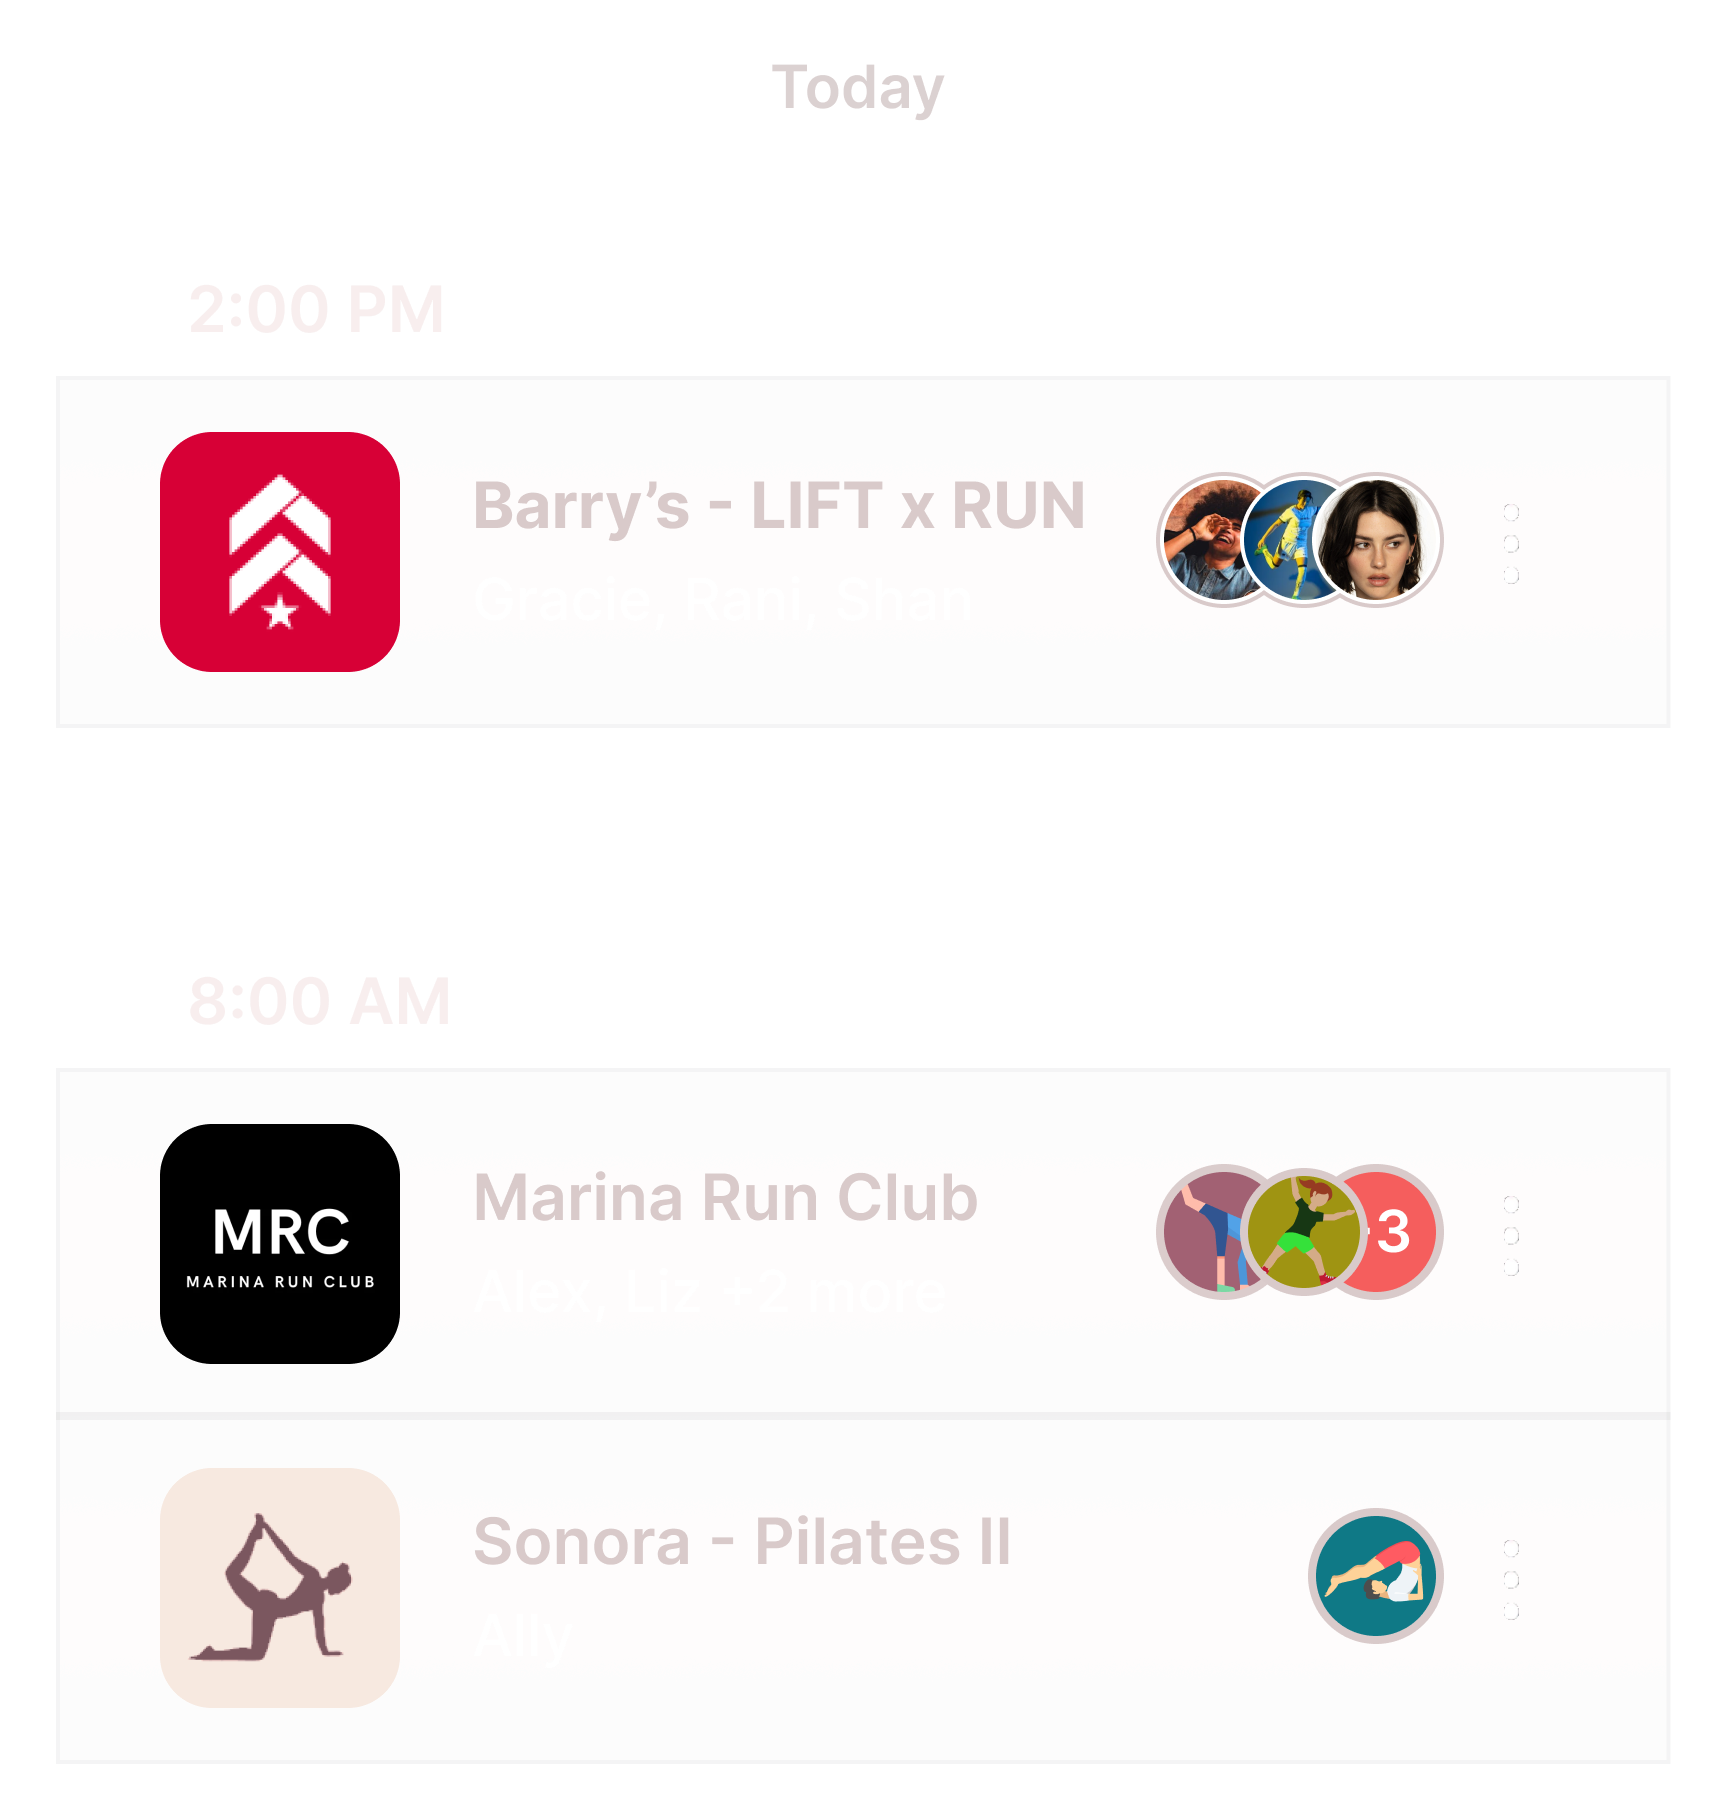 Today
2:00 PM
Barry’s - LIFT x RUN
Gracie, Rani, Shan
8:00 AM
MRC
MARINA RUN CLUB
Marina Run Club
Alex, Liz +2 more
+3
Sonora - Pilates II
Ally